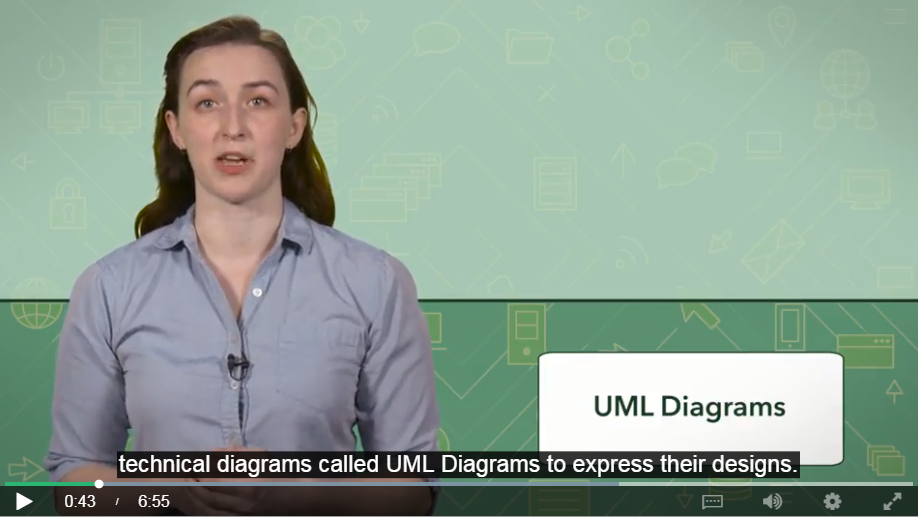 UML Diagrams
technical diagrams called UML Diagrams to express their designs.
0:43 / 6:55